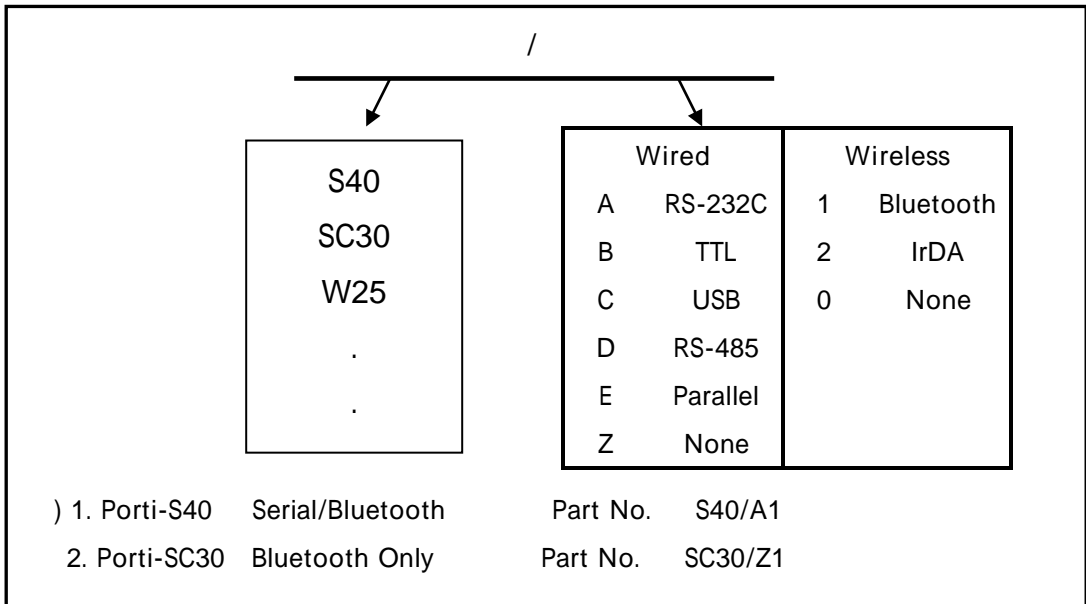 /
S40
SC30
W25
.
.
Wired Wireless
A RS-232C 1 Bluetooth
B TTL 2 IrDA
C USB 0 None
D RS-485
E Parallel
Z None
) 1. Porti-S40 Serial/Bluetooth Part No. S40/A1
2. Porti-SC30 Bluetooth Only Part No. SC30/Z1